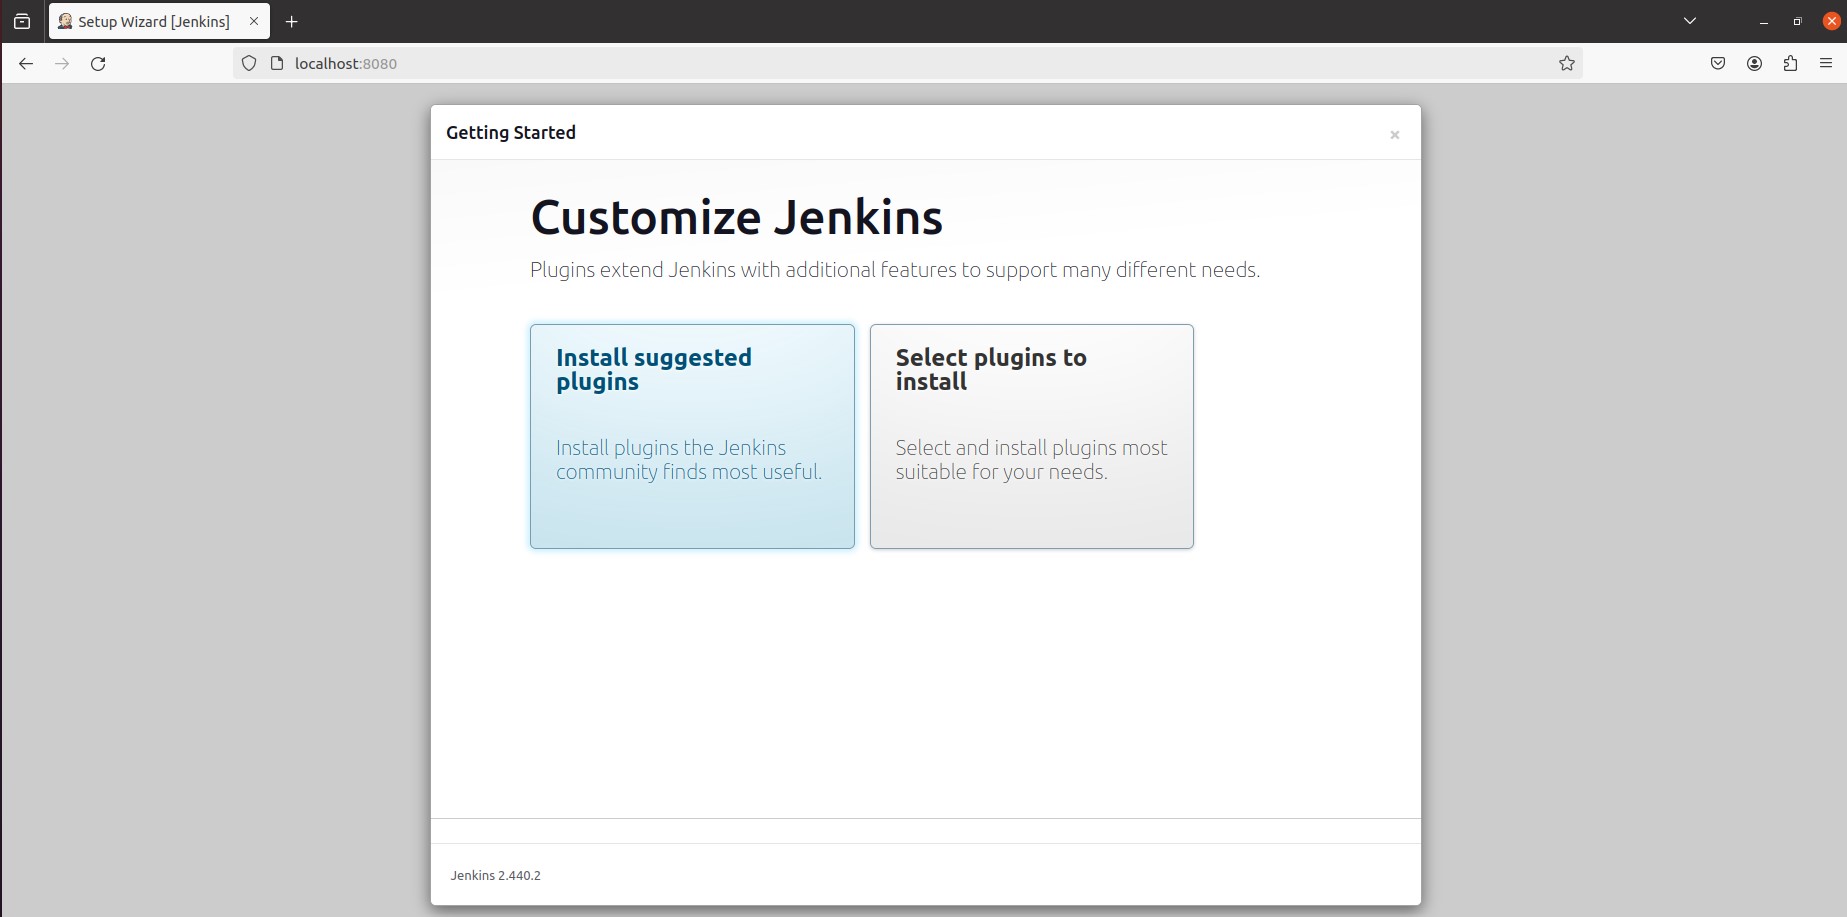 Setup Wizard [Jenkins]
localhost:8080
Getting Started
Customize Jenkins
Plugins extend Jenkins with additional features to support many different needs.
Install suggested
plugins
Install plugins the Jenkins
community finds most useful.
Select plugins to
install
Select and install plugins most
suitable for your needs.
Jenkins 2.440.2